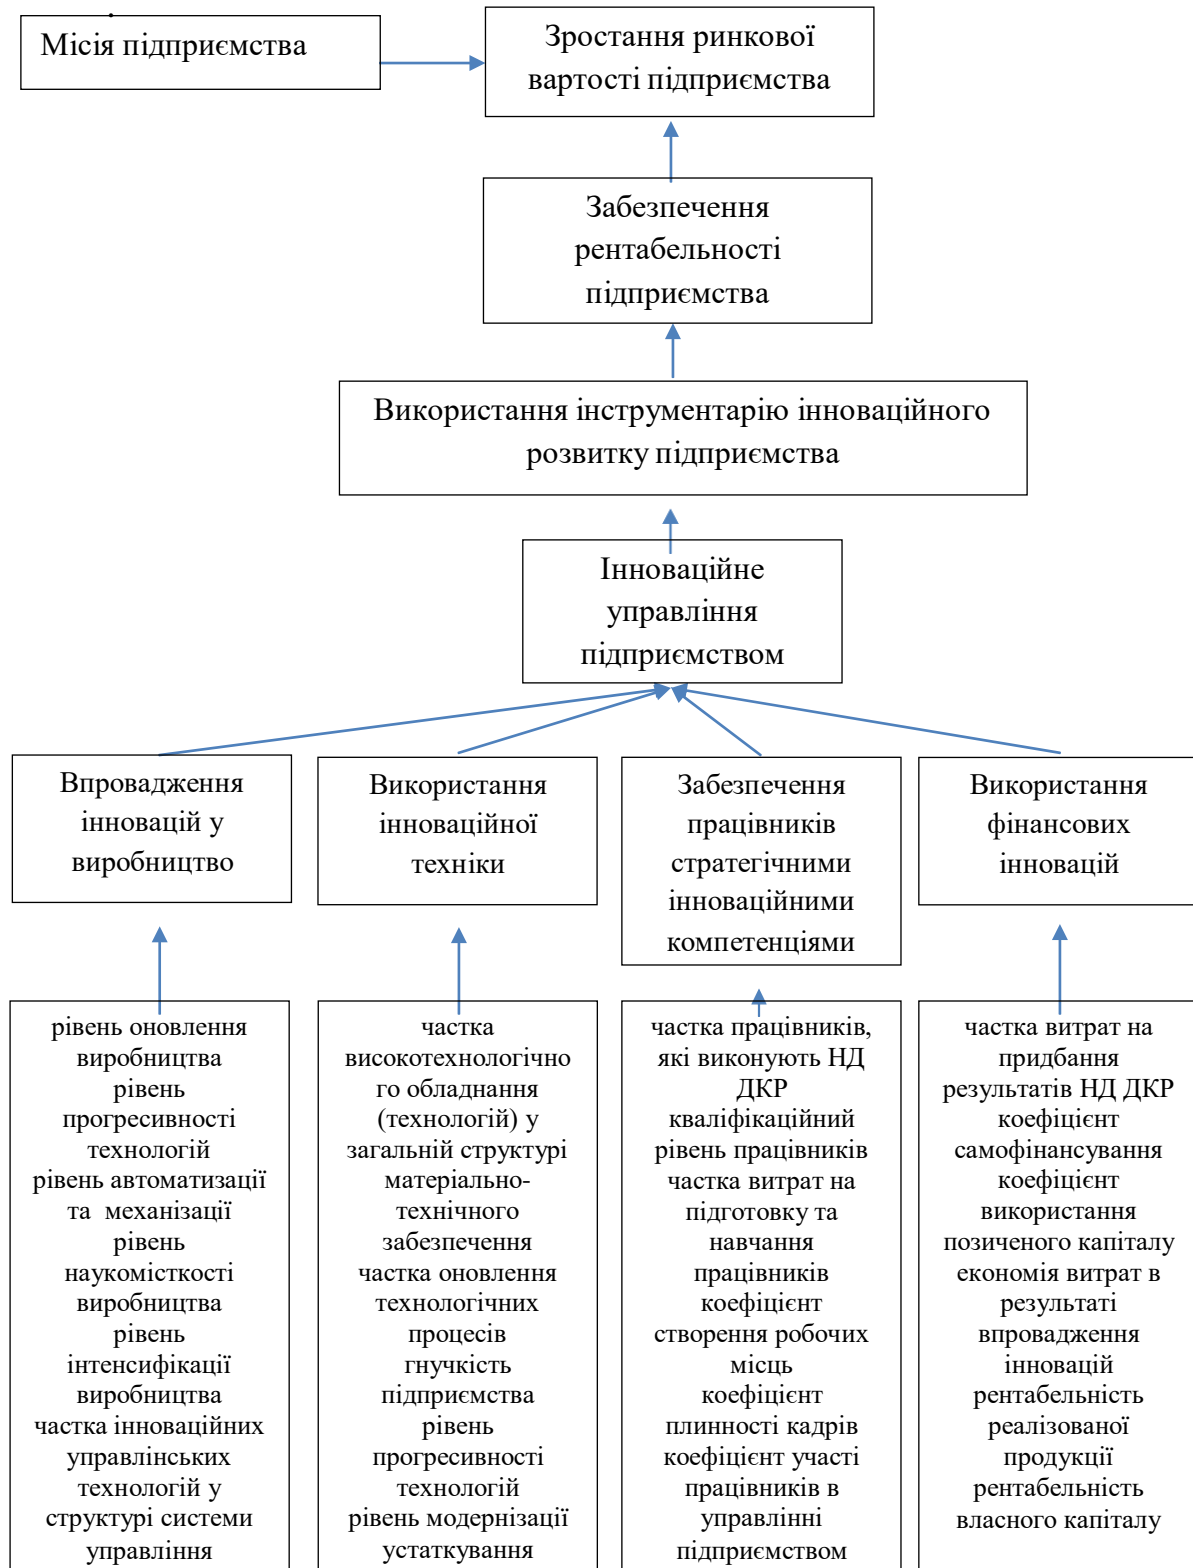 Місія підприємства
Зростання ринкової
вартості підприємства
Забезпечення
рентабельності
підприємства
Використання інструментарію інноваційного
розвитку підприємства
Інноваційне
управління
підприємством
Впровадження
інновацій у
виробництво
Використання
інноваційної
техніки
Забезпечення
працівників
стратегічними
інноваційними
компетенціями
Використання
фінансових
інновацій
рівень оновлення
виробництва
рівень
прогресивності
технологій
рівень автоматизації
та механізації
рівень
наукомісткості
виробництва
рівень
інтенсифікації
виробництва
частка інноваційних
управлінських
технологій у
структурі системи
управління
частка
високотехнологічно
го обладнання
(технологій) у
загальній структурі
матеріально-
технічного
забезпечення
частка оновлення
технологічних
процесів
гнучкість
підприємства
рівень
прогресивності
технологій
рівень модернізації
устаткування
частка працівників,
які виконують НД
ДКР
кваліфікаційний
рівень працівників
частка витрат на
підготовку та
навчання
працівників
коефіцієнт
створення робочих
місць
коефіцієнт
плинності кадрів
коефіцієнт участі
працівників в
управлінні
підприємством
частка витрат на
придбання
результатів НД ДКР
коефіцієнт
самофінансування
коефіцієнт
використання
позиченого капіталу
економія витрат в
результаті
впровадження
інновацій
рентабельність
реалізованої
продукції
рентабельність
власного капіталу